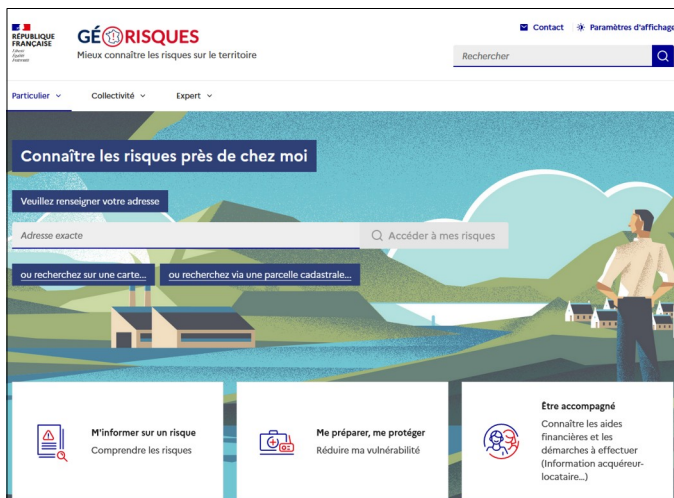 RÉPUBLIQUE
FRANÇAISE
Liberté
Égalité
Fraternité
GÉORISQUES
Mieux connaître les risques sur le territoire
Contact
Paramètres d'affichage
Rechercher
Particulier
Collectivité
Expert
Connaître les risques près de chez moi
Veuillez renseigner votre adresse
Adresse exacte
Accéder à mes risques
ou recherchez sur une carte...
ou recherchez via une parcelle cadastrale...
M'informer sur un risque
Comprendre les risques
Me préparer, me protéger
Réduire ma vulnérabilité
Être accompagné
Connaître les aides
financières et les
démarches à effectuer
(Information acquéreur-
locataire...)